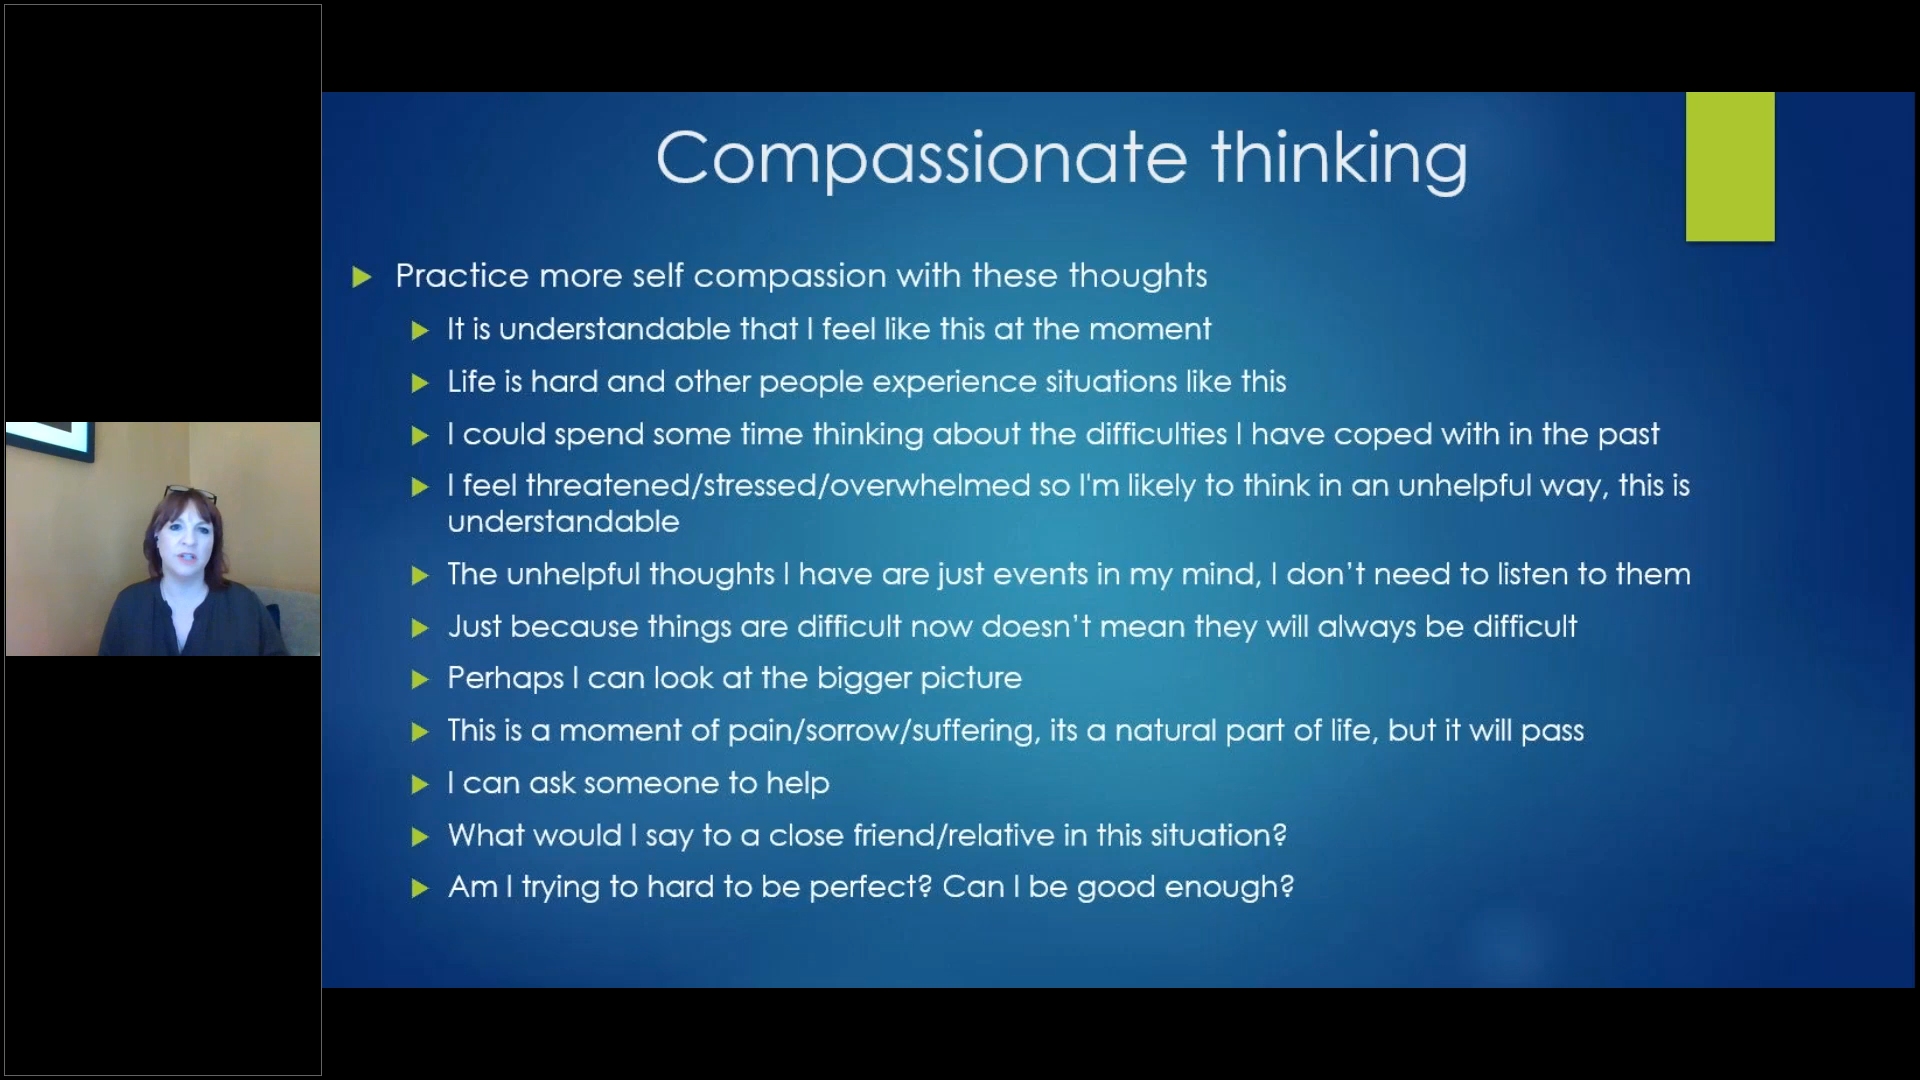 Compassionate thinking
Practice more self compassion with these thoughts
It is understandable that I feel like this at the moment
Life is hard and other people experience situations like this
I could spend some time thinking about the difficulties I have coped with in the past
I feel threatened/stressed/overwhelmed so I'm likely to think in an unhelpful way, this is
understandable
The unhelpful thoughts I have are just events in my mind, I don’t need to listen to them
Just because things are difficult now doesn’t mean they will always be difficult
Perhaps I can look at the bigger picture
This is a moment of pain/sorrow/suffering, its a natural part of life, but it will pass
I can ask someone to help
What would I say to a close friend/relative in this situation?
Am I trying to hard to be perfect? Can I be good enough?